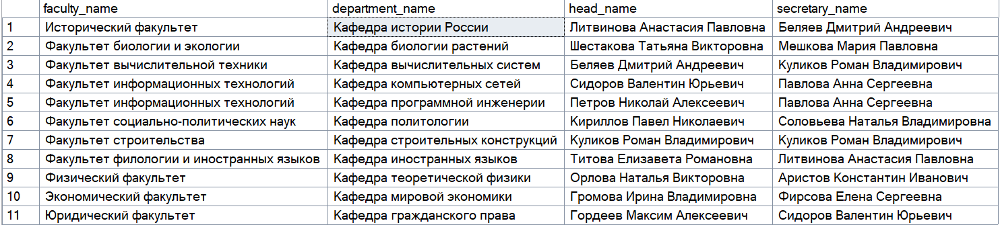 faculty_name department_name head_name secretary_name
1 Исторический факультет Кафедра истории России Литвинова Анастасия Павловна Беляев Дмитрий Андреевич
2 Факультет биологии и экологии Кафедра биологии растений Шестакова Татьяна Викторовна Мешкова Мария Павловна
3 Факультет вычислительной техники Кафедра вычислительных систем Беляев Дмитрий Андреевич Куликов Роман Владимирович
4 Факультет информационных технологий Кафедра компьютерных сетей Сидоров Валентин Юрьевич Павлова Анна Сергеевна
5 Факультет информационных технологий Кафедра программной инженерии Петров Николай Алексеевич Павлова Анна Сергеевна
6 Факультет социально-политических наук Кафедра политологии Кириллов Павел Николаевич Соловьева Наталья Владимировна
7 Факультет строительства Кафедра строительных конструкций Куликов Роман Владимирович Куликов Роман Владимирович
8 Факультет филологии и иностранных языков Кафедра иностранных языков Титова Елизавета Романовна Литвинова Анастасия Павловна
9 Физический факультет Кафедра теоретической физики Орлова Наталья Викторовна Аристов Константин Иванович
10 Экономический факультет Кафедра мировой экономики Громова Ирина Владимировна Фирсова Елена Сергеевна
11 Юридический факультет Кафедра гражданского права Гордеев Максим Алексеевич Сидоров Валентин Юрьевич